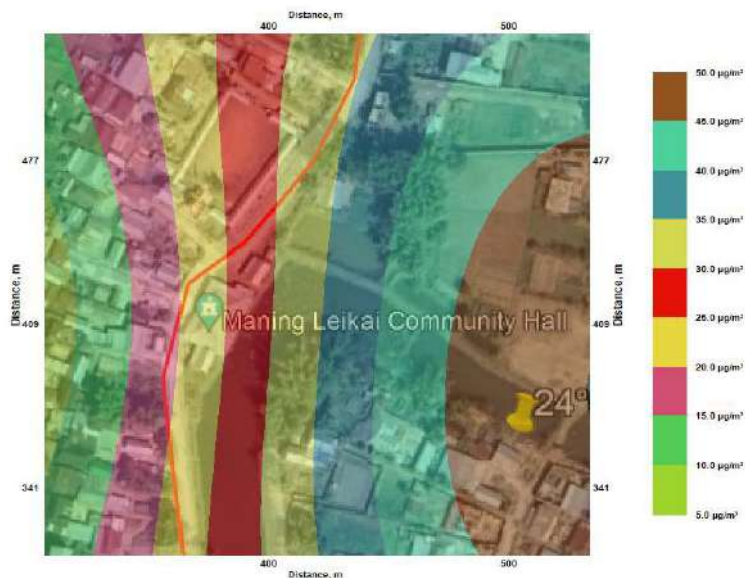 Distance, m
400
500
477
477
Distance, m
Distance, m
409
409
Maning Leikai Community Hall
24°
341
341
400
500
Distance, m
50.0 µg/m³
45.0 µg/m³
40.0 µg/m³
35.0 µg/m³
30.0 µg/m³
25.0 µg/m³
20.0 µg/m³
15.0 µg/m³
10.0 µg/m³
5.0 µg/m³